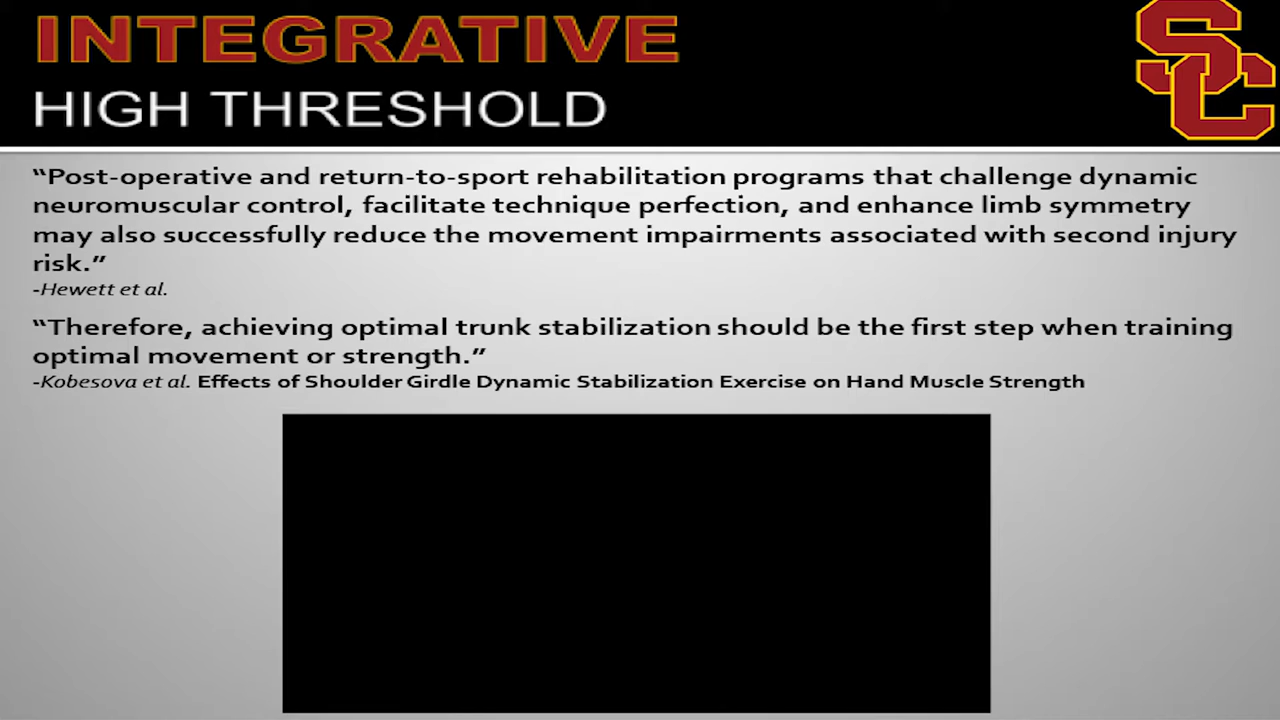 INTEGRATIVE
HIGH THRESHOLD
SC
“Post-operative and return-to-sport rehabilitation programs that challenge dynamic
neuromuscular control, facilitate technique perfection, and enhance limb symmetry
may also successfully reduce the movement impairments associated with second injury
risk.”
-Hewett et al.
“Therefore, achieving optimal trunk stabilization should be the first step when training
optimal movement or strength.”
-Kobesova et al. Effects of Shoulder Girdle Dynamic Stabilization Exercise on Hand Muscle Strength